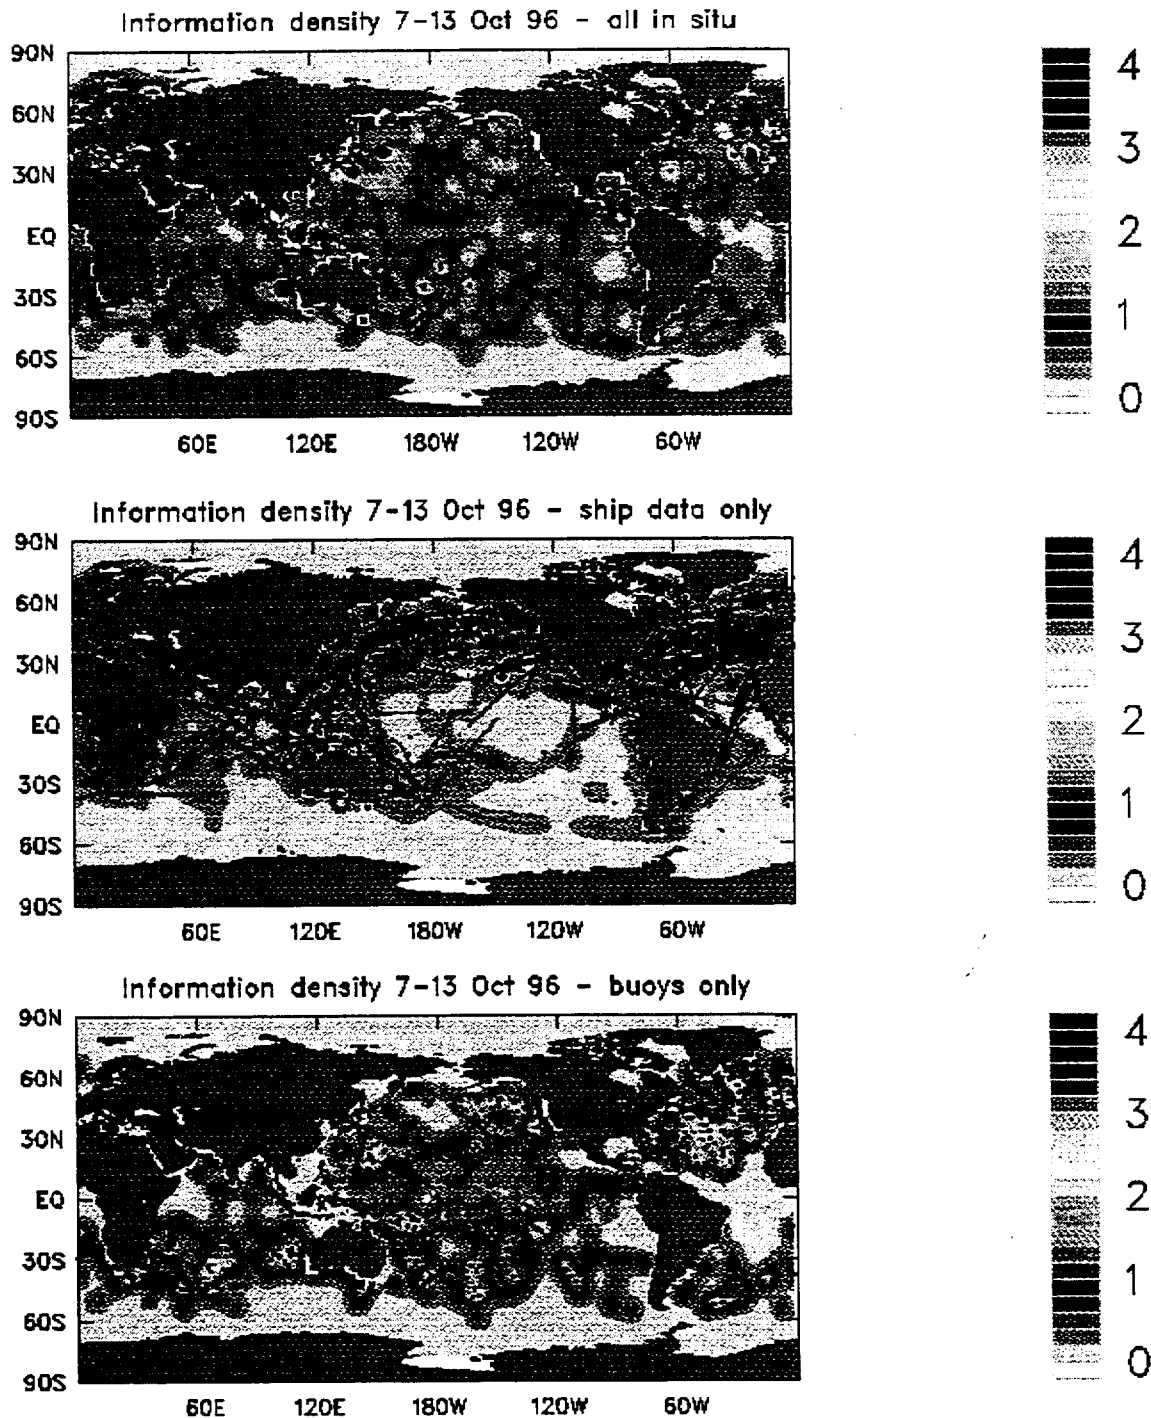 Information density 7-13 Oct 96 - all in situ
90N
60N
30N
EQ
30S
60S
90S
60E 120E 180W 120W 60W
4
3
2
1
0
Information density 7-13 Oct 96 - ship data only
90N
60N
30N
EQ
30S
60S
90S
60E 120E 180W 120W 60W
4
3
2
1
0
Information density 7-13 Oct 96 - buoys only
90N
60N
30N
EQ
30S
60S
90S
60E 120E 180W 120W 60W
4
3
2
1
0